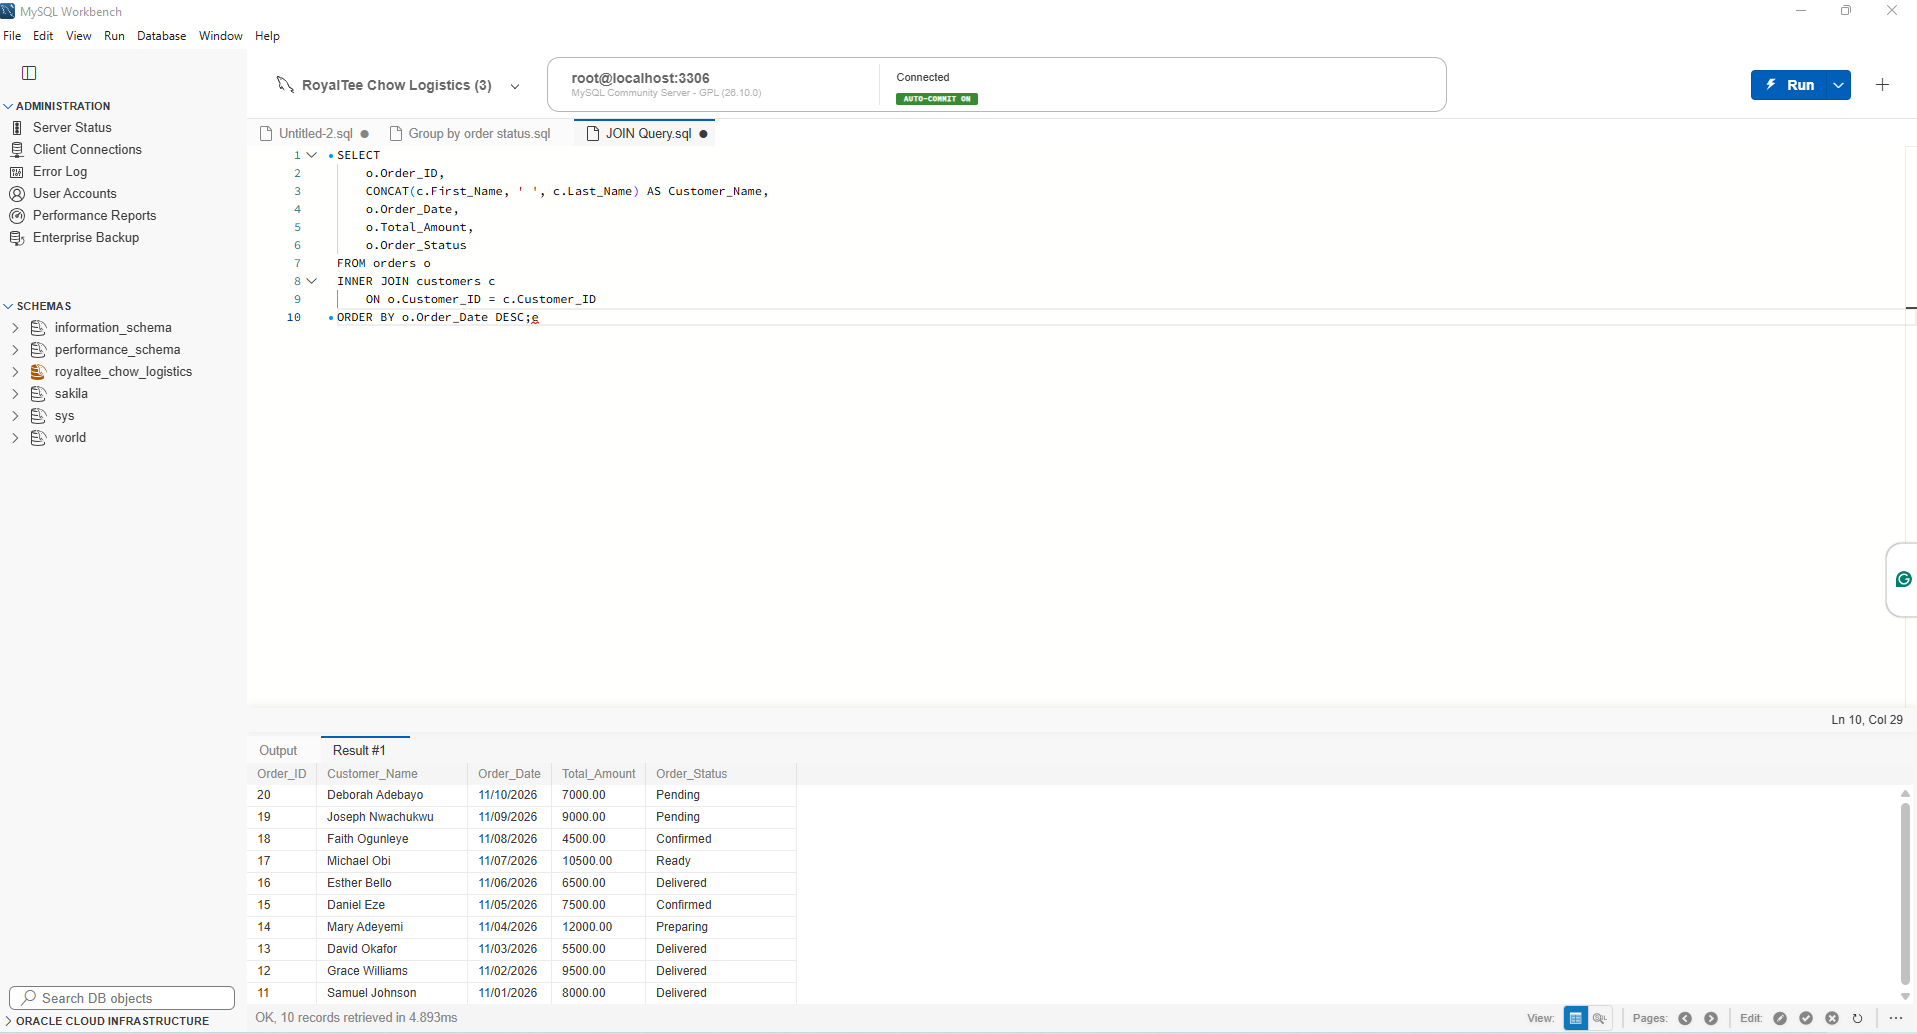 MySQL Workbench
File Edit View Run Database Window Help
RoyalTee Chow Logistics (3)
root@localhost:3306
MySQL Community Server - GPL (26.10.0)
Connected
AUTO-COMMIT ON
Run
ADMINISTRATION
Server Status
Client Connections
Error Log
User Accounts
Performance Reports
Enterprise Backup
SCHEMAS
information_schema
performance_schema
royaltee_chow_logistics
sakila
sys
world
Search DB objects
ORACLE CLOUD INFRASTRUCTURE
Untitled-2.sql Group by order status.sql JOIN Query.sql
1 SELECT
2 o.Order_ID,
3 CONCAT(c.First_Name, ' ', c.Last_Name) AS Customer_Name,
4 o.Order_Date,
5 o.Total_Amount,
6 o.Order_Status
7 FROM orders o
8 INNER JOIN customers c
9 ON o.Customer_ID = c.Customer_ID
10 ORDER BY o.Order_Date DESC;e
Ln 10, Col 29
Output Result #1
Order_ID Customer_Name Order_Date Total_Amount Order_Status
20 Deborah Adebayo 11/10/2026 7000.00 Pending
19 Joseph Nwachukwu 11/09/2026 9000.00 Pending
18 Faith Ogunleye 11/08/2026 4500.00 Confirmed
17 Michael Obi 11/07/2026 10500.00 Ready
16 Esther Bello 11/06/2026 6500.00 Delivered
15 Daniel Eze 11/05/2026 7500.00 Confirmed
14 Mary Adeyemi 11/04/2026 12000.00 Preparing
13 David Okafor 11/03/2026 5500.00 Delivered
12 Grace Williams 11/02/2026 9500.00 Delivered
11 Samuel Johnson 11/01/2026 8000.00 Delivered
OK, 10 records retrieved in 4.893ms
View: Pages: Edit: